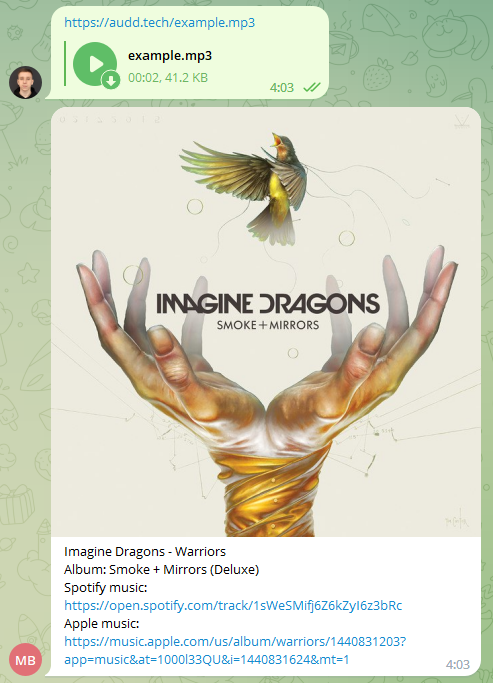 https://audd.tech/example.mp3
example.mp3
00:02, 41.2 KB
4:03
IMAGINE DRAGONS
SMOKE + MIRRORS
Imagine Dragons - Warriors
Album: Smoke + Mirrors (Deluxe)
Spotify music:
https://open.spotify.com/track/1sWeSMifj6Z6kZyI6z3bRc
Apple music:
https://music.apple.com/us/album/warriors/1440831203?
app=music&at=1000l33QU&i=1440831624&mt=1
MB
4:03